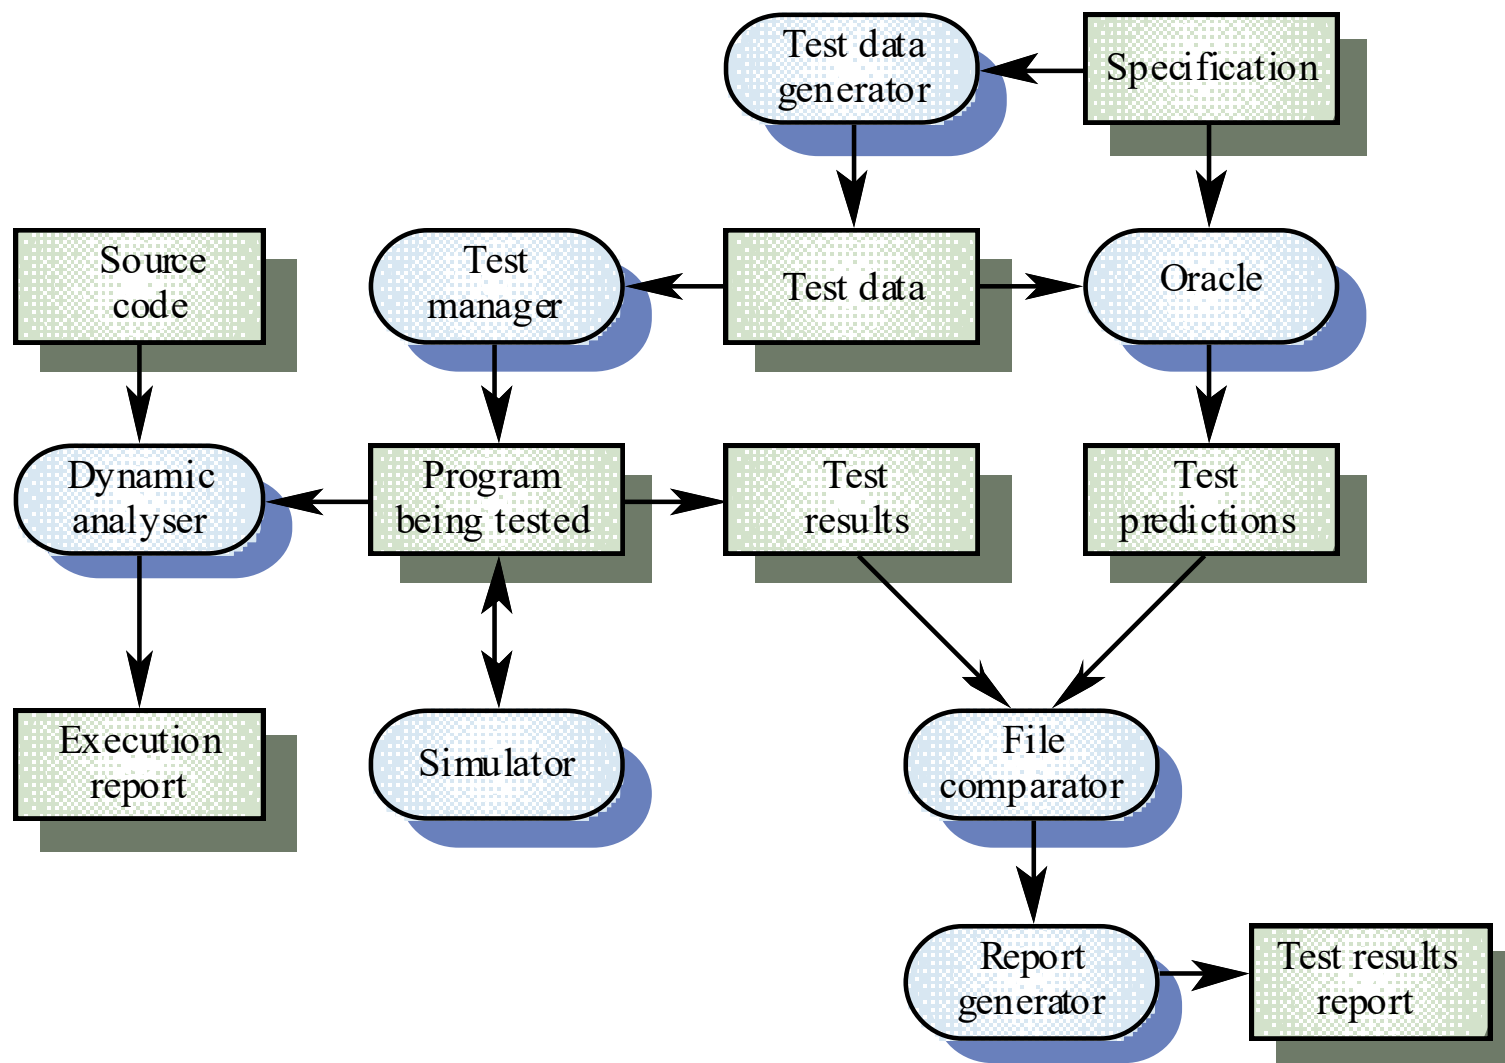 Test data
generator
Specification
Source
code
Test
manager
Test data
Oracle
Dynamic
analyser
Program
being tested
Test
results
Test
predictions
Execution
report
Simulator
File
comparator
Report
generator
Test results
report